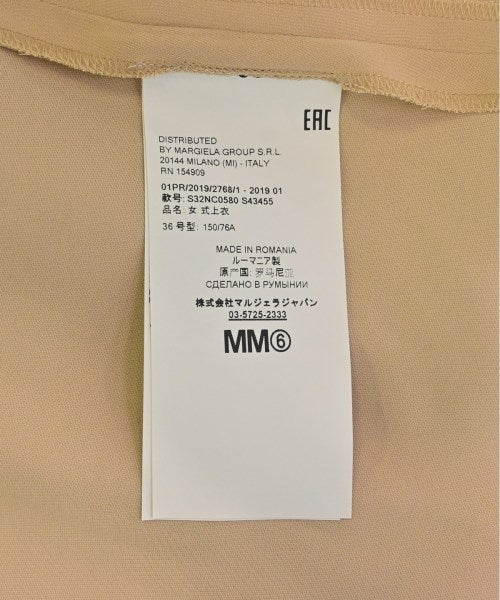 EAC
DISTRIBUTED
BY MARGIELA GROUP S.R.L.
20144 MILANO (MI) - ITALY
RN 154909
01PR/2019/2768/1 - 2019 01
款号: S32NC0580 S43455
品名: 女 式上衣
36 号型: 150/76A
MADE IN ROMANIA
ルーマニア製
原产国: 罗马尼亚
СДЕЛАНО В РУМЫНИИ
株式会社マルジェラジャパン
03-5725-2333
MM⑥